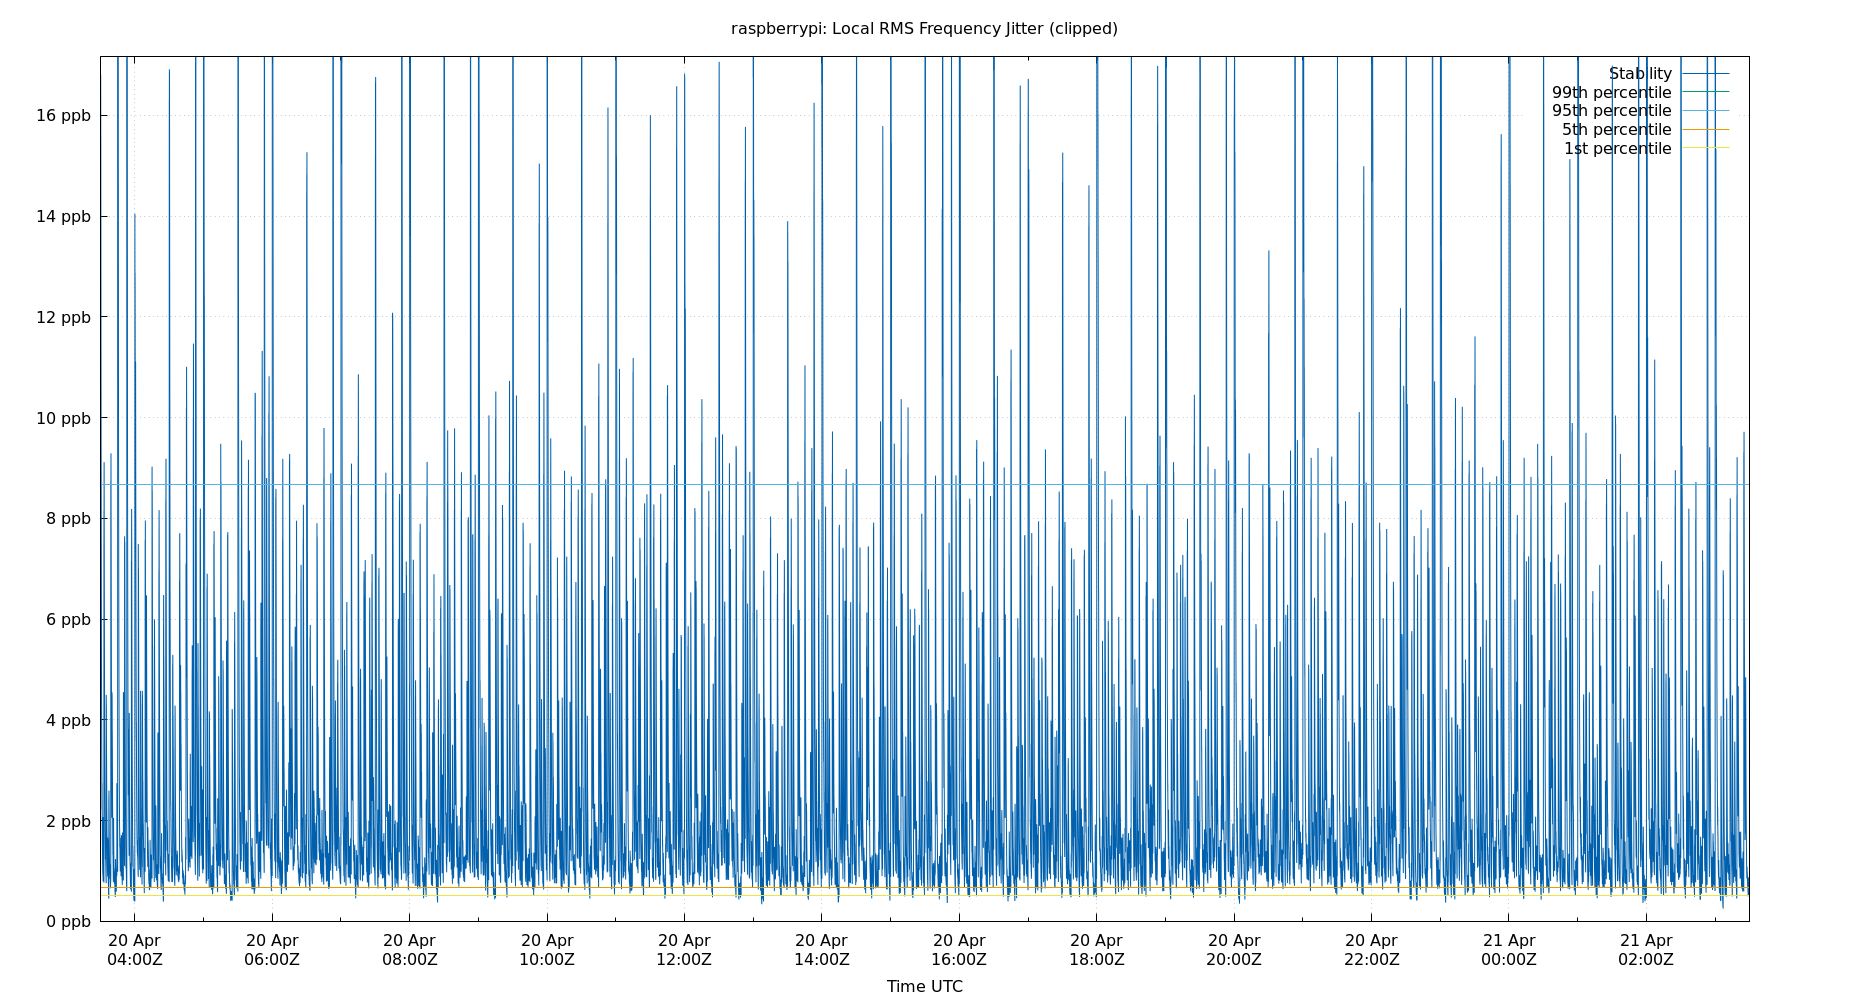 raspberrypi: Local RMS Frequency Jitter (clipped)
Stability
99th percentile
95th percentile
5th percentile
1st percentile
16 ppb
14 ppb
12 ppb
10 ppb
8 ppb
6 ppb
4 ppb
2 ppb
0 ppb
20 Apr 20 Apr 20 Apr 20 Apr 20 Apr 20 Apr 20 Apr 20 Apr 20 Apr 20 Apr 21 Apr 21 Apr
04:00Z 06:00Z 08:00Z 10:00Z 12:00Z 14:00Z 16:00Z 18:00Z 20:00Z 22:00Z 00:00Z 02:00Z
Time UTC